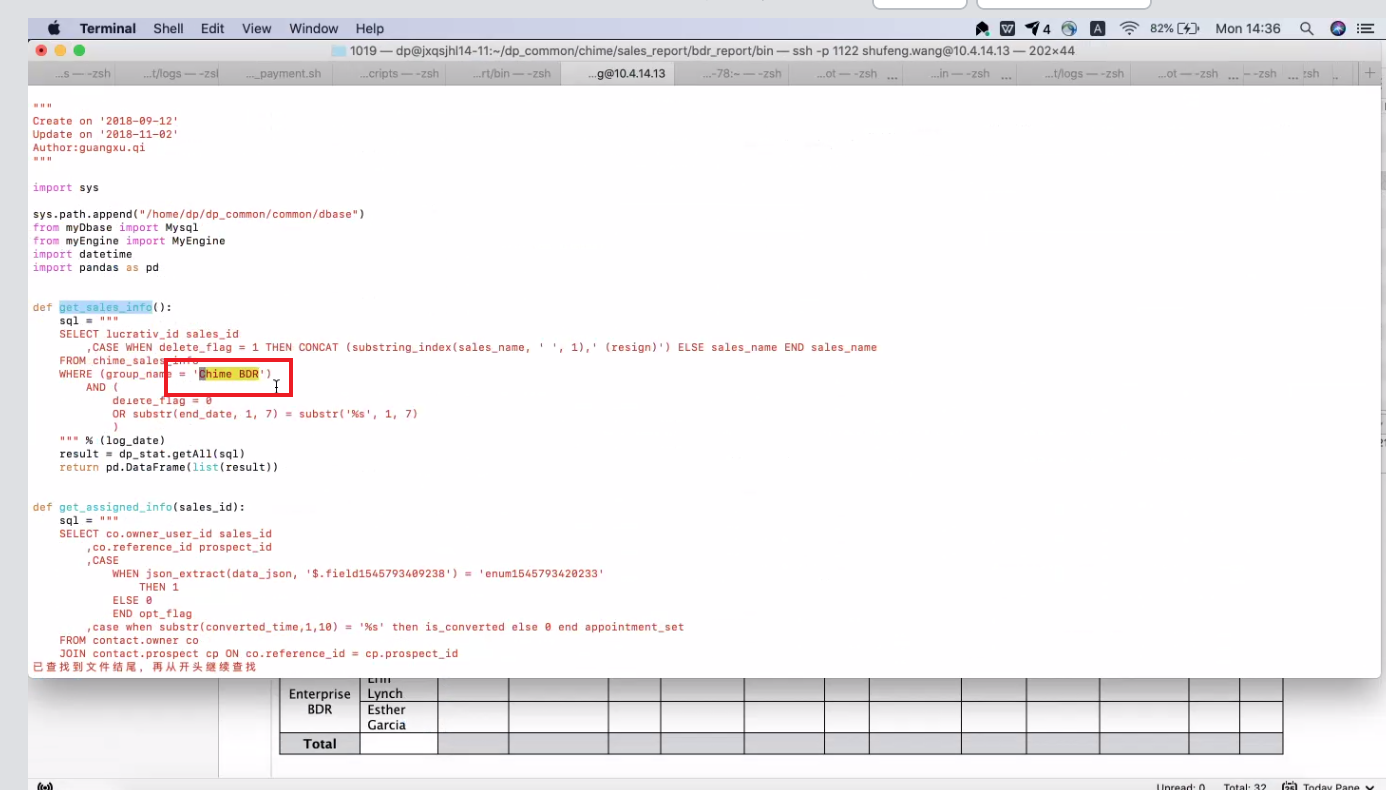 Terminal Shell Edit View Window Help 4 A 82% Mon 14:36
1019 — dp@jxqsjhl14-11:~/dp_common/chime/sales_report/bdr_report/bin — ssh -p 1122 shufeng.wang@10.4.14.13 — 202×44
...s — -zsh ...t/logs — -zsl ..._payment.sh ...cripts — -zsh ...rt/bin — -zsh ...g@10.4.14.13 ...-78:~ — -zsh ...ot — -zsh ... ...in — -zsh ... ...t/logs — -zsh ...ot — -zsh ... — -zsh ... zsh ..
"""
Create on '2018-09-12'
Update on '2018-11-02'
Author:guangxu.qi
"""
import sys
sys.path.append("/home/dp/dp_common/common/dbase")
from myDbase import Mysql
from myEngine import MyEngine
import datetime
import pandas as pd
def get_sales_info():
sql = """
SELECT lucrativ_id sales_id
,CASE WHEN delete_flag = 1 THEN CONCAT (substring_index(sales_name, ' ', 1),' (resign)') ELSE sales_name END sales_name
FROM chime_sales_info
WHERE (group_name = 'Chime BDR')
AND (
delete_flag = 0
OR substr(end_date, 1, 7) = substr('%s', 1, 7)
)
""" % (log_date)
result = dp_stat.getAll(sql)
return pd.DataFrame(list(result))
def get_assigned_info(sales_id):
sql = """
SELECT co.owner_user_id sales_id
,co.reference_id prospect_id
,CASE
WHEN json_extract(data_json, '$.field1545793409238') = 'enum1545793420233'
THEN 1
ELSE 0
END opt_flag
,case when substr(converted_time,1,10) = '%s' then is_converted else 0 end appointment_set
FROM contact.owner co
JOIN contact.prospect cp ON co.reference_id = cp.prospect_id
已查找到文件结尾，再从开头继续查找
Enterprise BDR
Erin Lynch
Esther Garcia
Total
Unread: 0 Total: 32 Today Pane